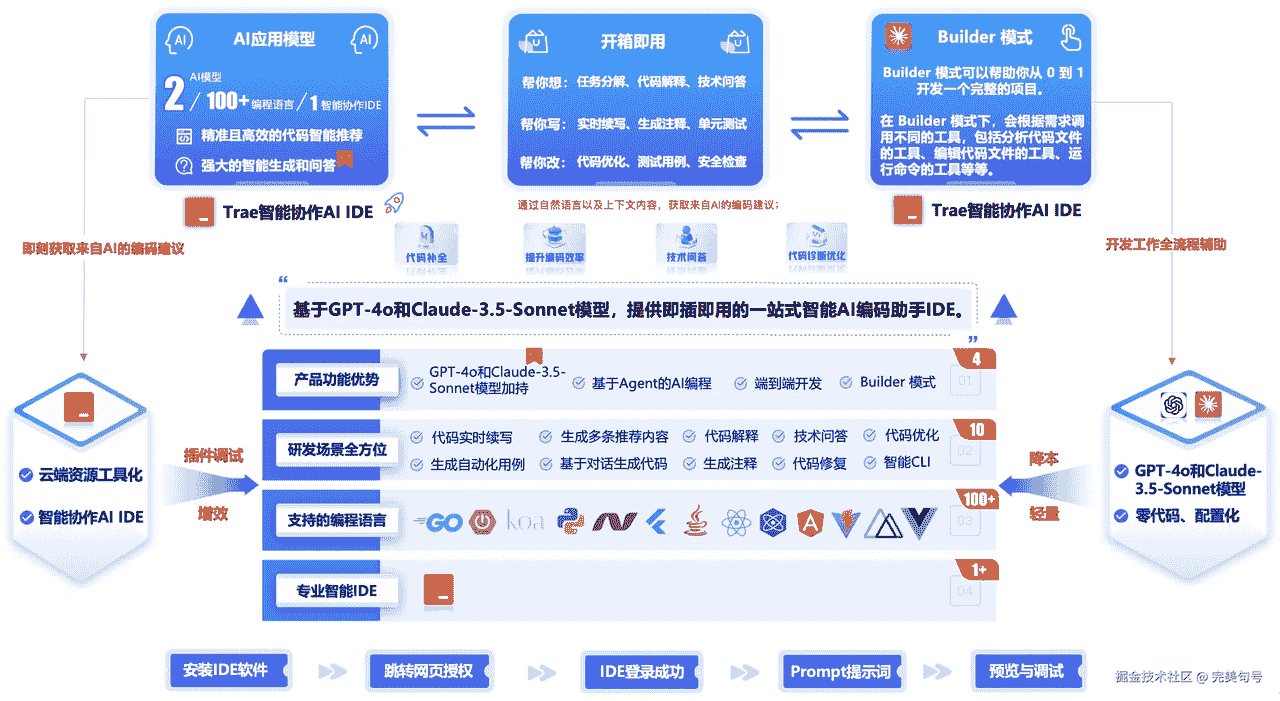 AI
AI应用模型
AI
AI模型
2 / 100+编程语言 / 1智能协作IDE
精准且高效的代码智能推荐
强大的智能生成和问答
开箱即用
帮你想：任务分解、代码解释、技术问答
帮你写：实时续写、生成注释、单元测试
帮你改：代码优化、测试用例、安全检查
Builder 模式
Builder 模式可以帮助你从 0 到 1
开发一个完整的项目。
在 Builder 模式下，会根据需求调
用不同的工具，包括分析代码文件
的工具、编辑代码文件的工具、运
行命令的工具等等。
Trae智能协作AI IDE
通过自然语言以及上下文内容，获取来自AI的编码建议；
Trae智能协作AI IDE
即刻获取来自AI的编码建议
代码补全
提升编码效率
技术问答
代码诊断优化
开发工作全流程辅助
“
基于GPT-4o和Claude-3.5-Sonnet模型，提供即插即用的一站式智能AI编码助手IDE。
”
产品功能优势
GPT-4o和Claude-3.5-
Sonnet模型加持
基于Agent的AI编程
端到端开发
Builder 模式
4
01
研发场景全方位
代码实时续写
生成多条推荐内容
代码解释
技术问答
代码优化
生成自动化用例
基于对话生成代码
生成注释
代码修复
智能CLI
10
02
支持的编程语言
GO
koa
100+
03
专业智能IDE
1+
04
云端资源工具化
智能协作AI IDE
插件调试
增效
降本
轻量
GPT-4o和Claude-
3.5-Sonnet模型
零代码、配置化
安装IDE软件
跳转网页授权
IDE登录成功
Prompt提示词
预览与调试
掘金技术社区 @ 完美句号